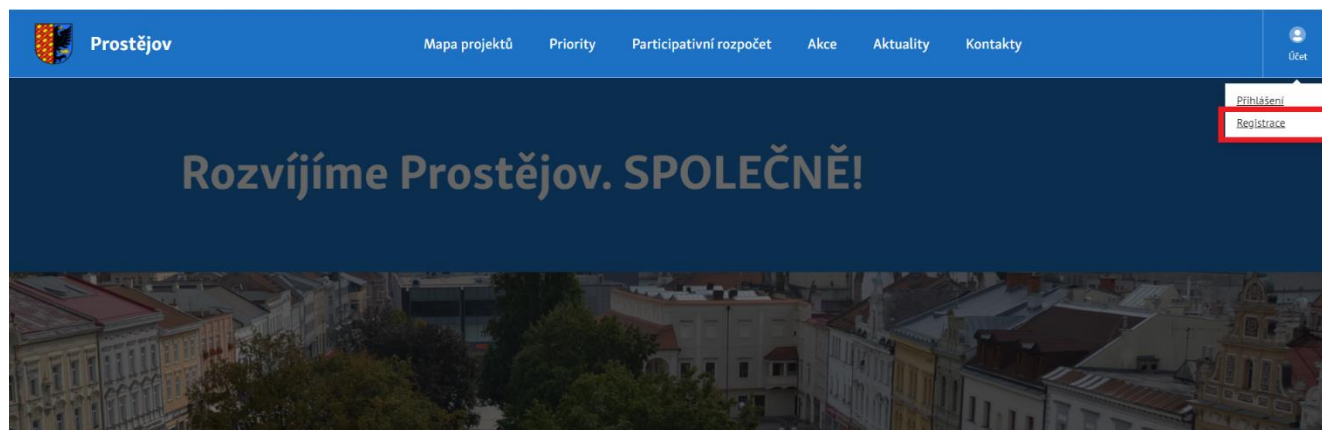 Prostějov
Mapa projektů Priority Participativní rozpočet Akce Aktuality Kontakty
Účet
Přihlášení
Registrace
Rozvíjíme Prostějov. SPOLEČNĚ!